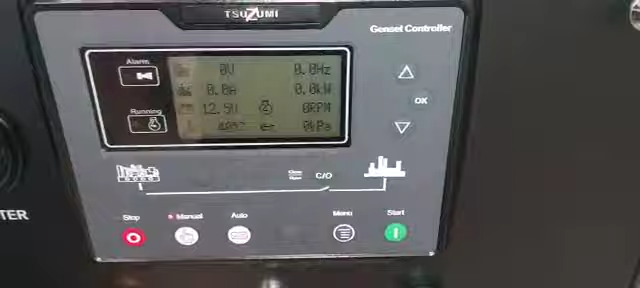 TSUZUMI
Genset Controller
Alarm
0V 0.0Hz
0.0A 0.0kW
12.5V 0RPM
Running
0kPa
C/O
Stop
Manual
Auto
Menu
Start
OK
TER